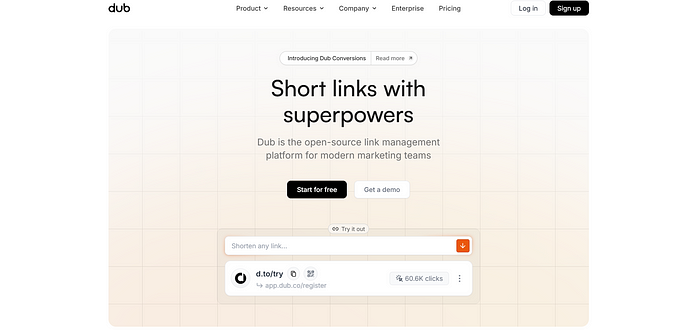 dub
Product Resources Company Enterprise Pricing Log in Sign up
Introducing Dub Conversions Read more
Short links with
superpowers
Dub is the open-source link management
platform for modern marketing teams
Start for free Get a demo
Try it out
Shorten any link...
d.to/try
app.dub.co/register
60.6K clicks